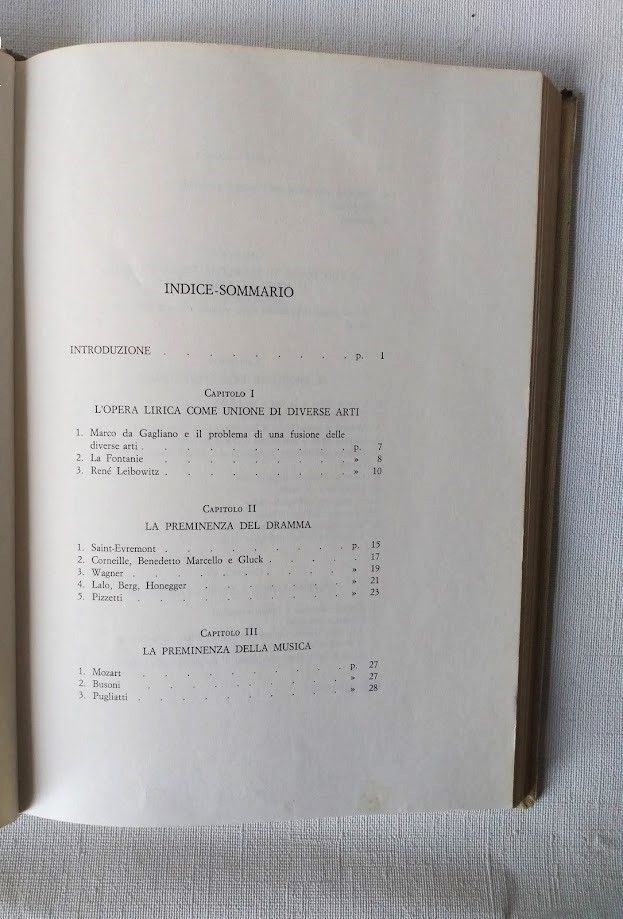 INDICE-SOMMARIO
INTRODUZIONE . . . . . . . . . p. 1
CAPITOLO I
L'OPERA LIRICA COME UNIONE DI DIVERSE ARTI
1. Marco da Gagliano e il problema di una fusione delle
diverse arti . . . . . . . . . . p. 7
2. La Fontanie . . . . . . . . . » 8
3. René Leibowitz . . . . . . . . . » 10
CAPITOLO II
LA PREMINENZA DEL DRAMMA
1. Saint-Evremont . . . . . . . . p. 15
2. Corneille, Benedetto Marcello e Gluck . . . . . 17
3. Wagner . . . . . . . . . . » 19
4. Lalo, Berg, Honegger . . . . . . . » 21
5. Pizzetti . . . . . . . . . . » 23
CAPITOLO III
LA PREMINENZA DELLA MUSICA
1. Mozart . . . . . . . . . . p. 27
2. Busoni . . . . . . . . . . » 27
3. Pugliatti . . . . . . . . . . » 28